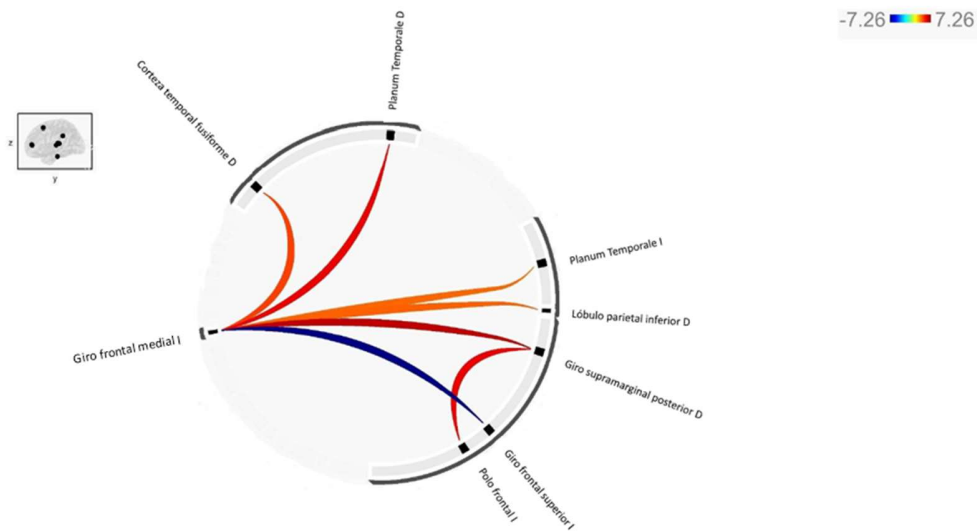 -7.26 7.26
Planum Temporale D
Corteza temporal fusiforme D
z
y
Planum Temporale I
Lóbulo parietal inferior D
Giro frontal medial I
Giro supramarginal posterior D
Giro frontal superior I
Polo frontal I